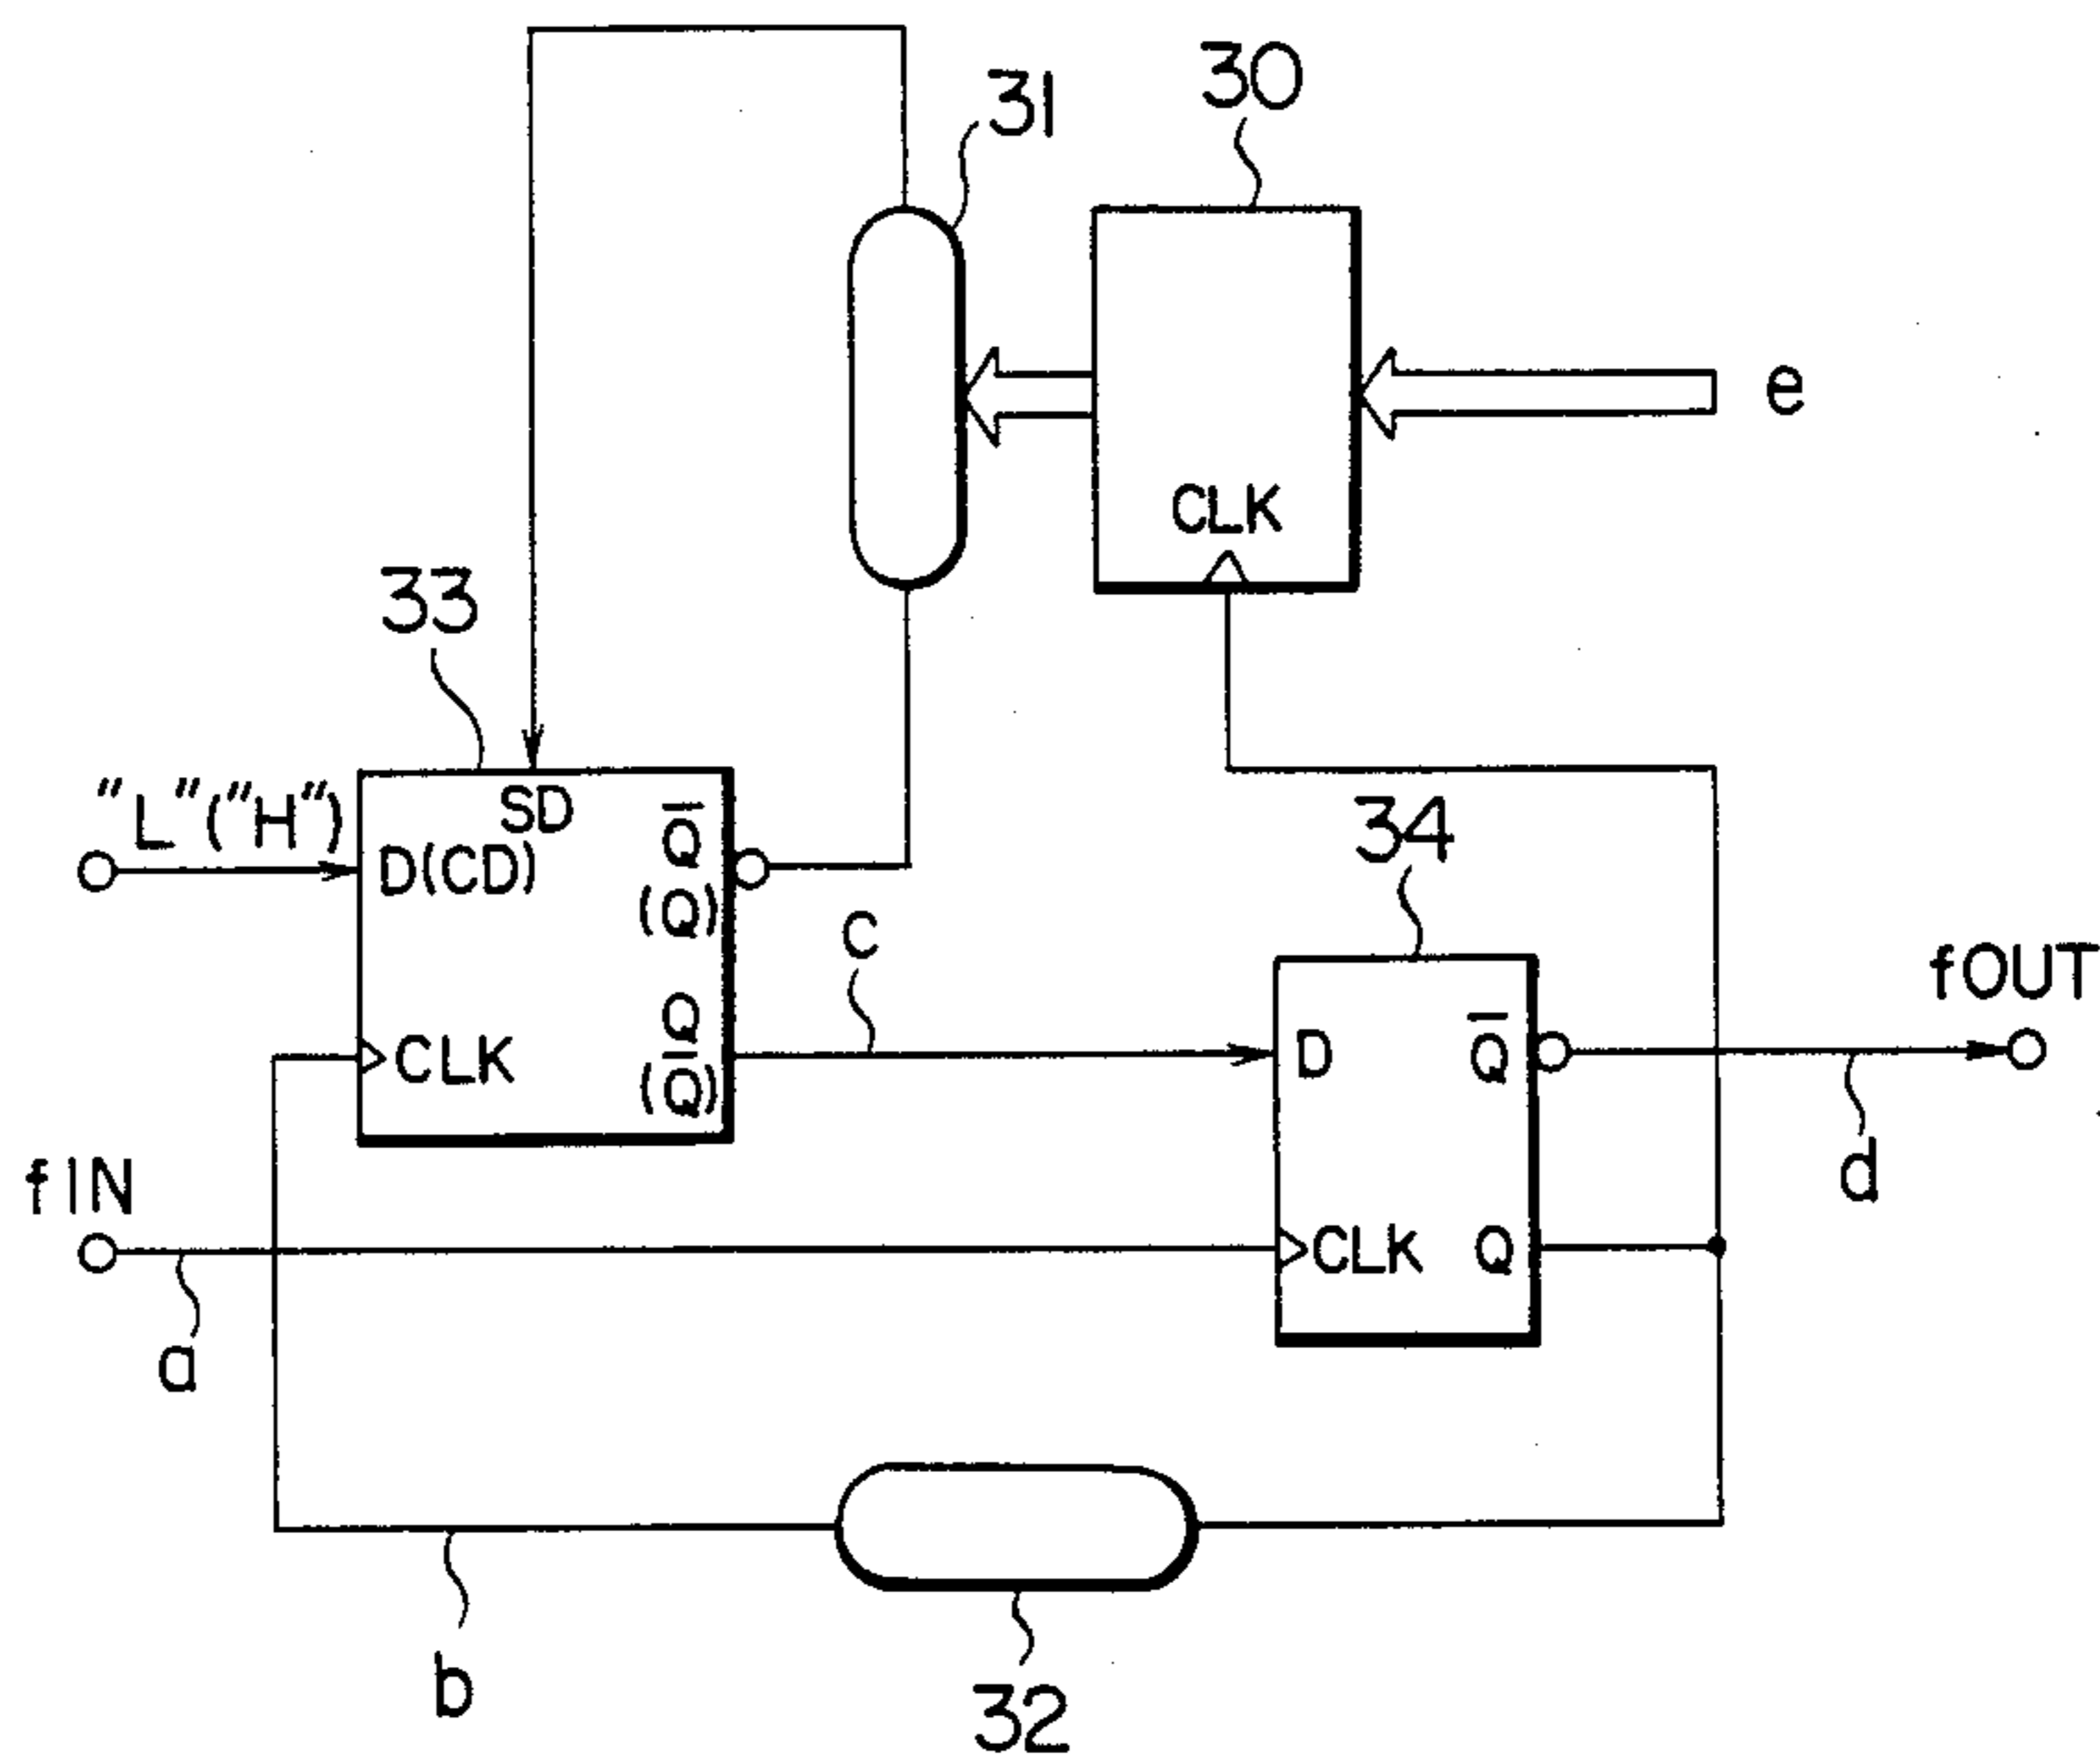 31
30
e
CLK
33
"L"("H")
SD
D(CD)
Q̅
(Q)
34
c
fOUT
Q
CLK
(Q̅)
D
Q̅
fIN
d
CLK
Q
a
b
32